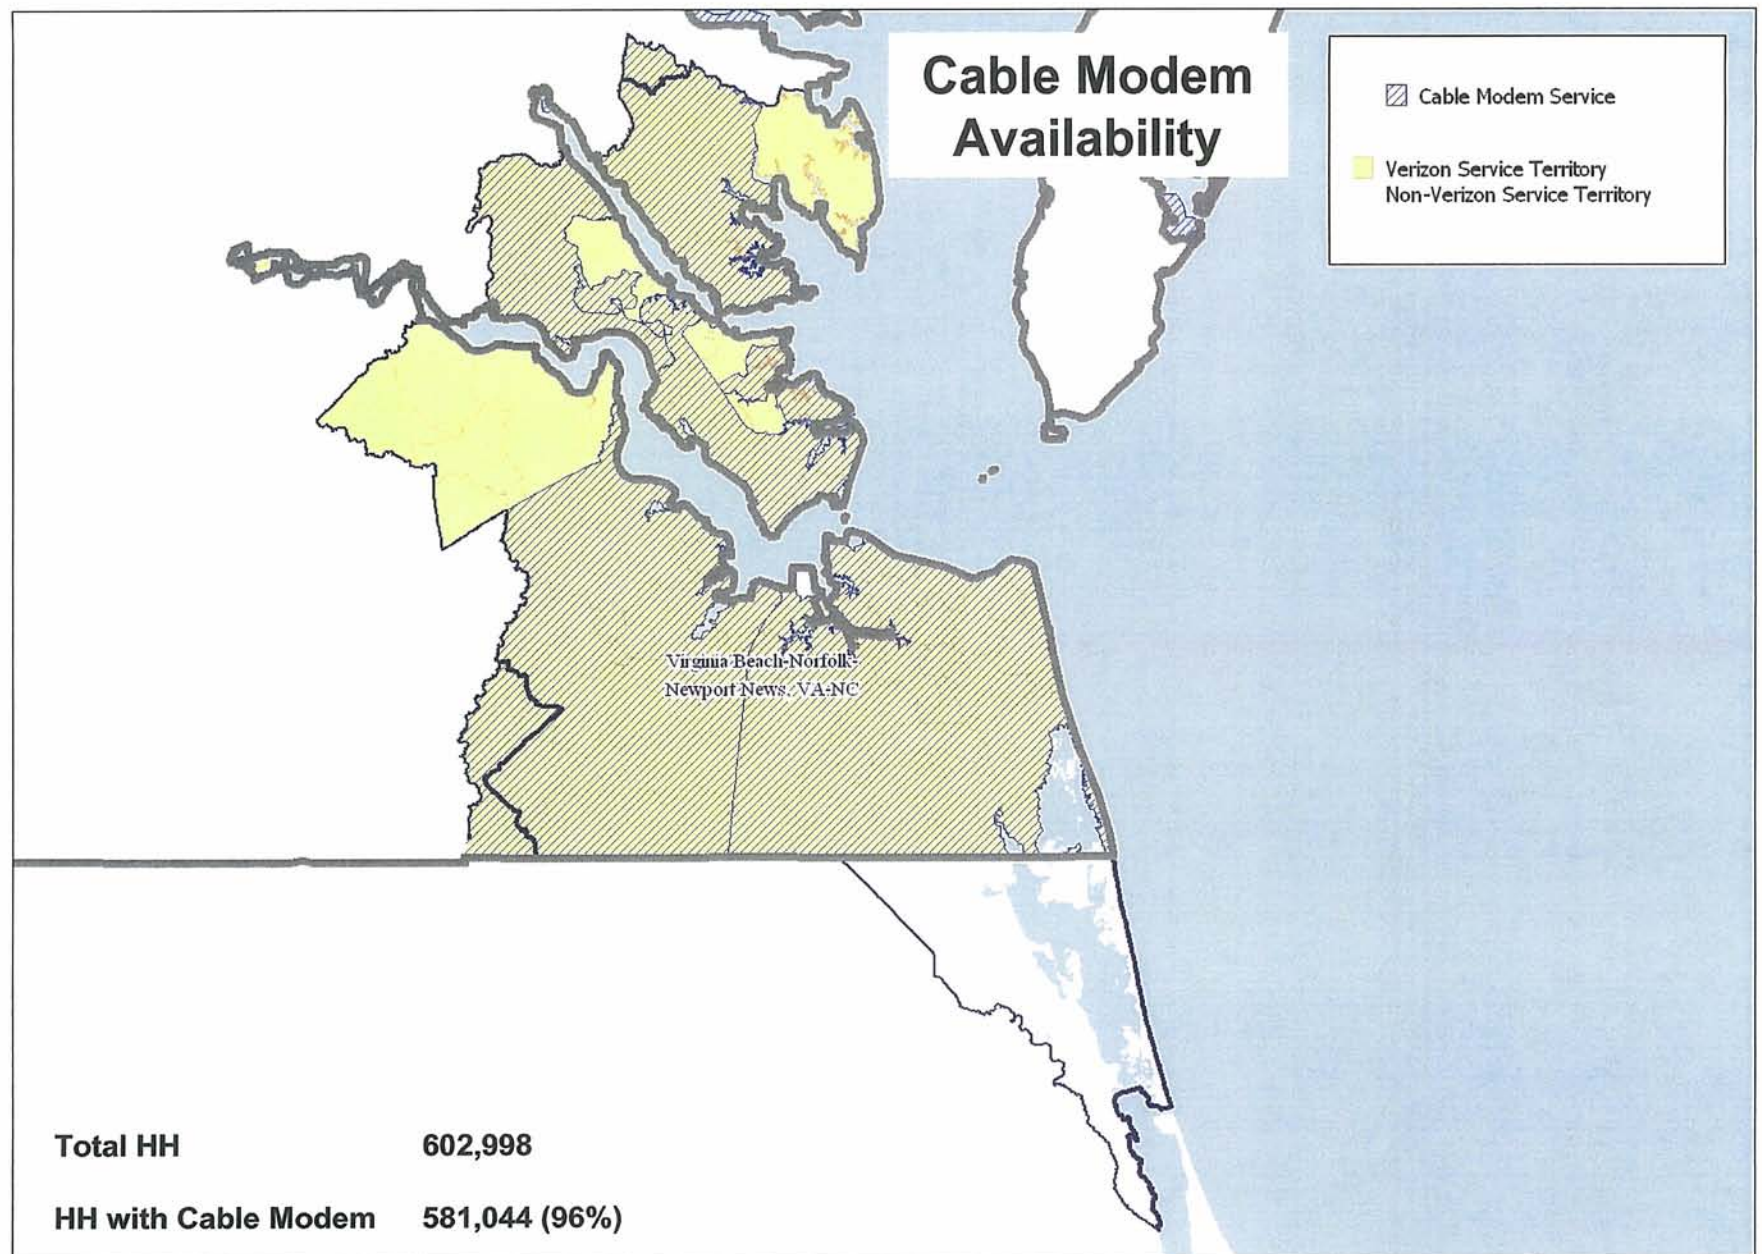 Cable Modem
Availability
Cable Modem Service
Verizon Service Territory
Non-Verizon Service Territory
Virginia Beach-Norfolk-
Newport News, VA-NC
Total HH 602,998
HH with Cable Modem 581,044 (96%)